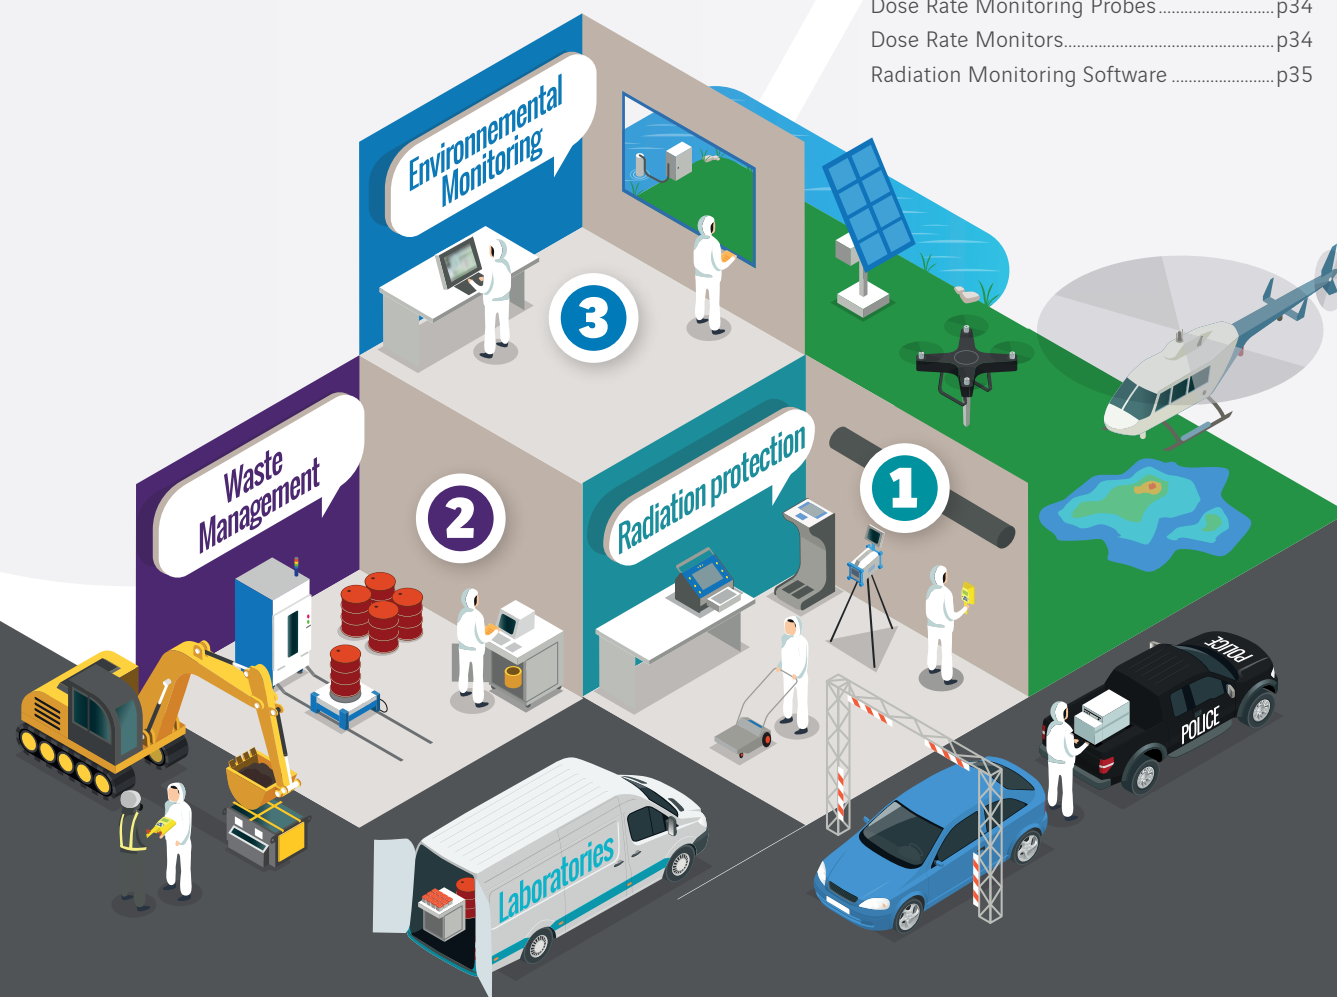 Dose Rate Monitoring Probes ........................... p34
Dose Rate Monitors ................................................. p34
Radiation Monitoring Software ........................ p35
Environnemental
Monitoring
3
Waste
Management
2
Radiation protection
1
POLICE
POLICE
Laboratories